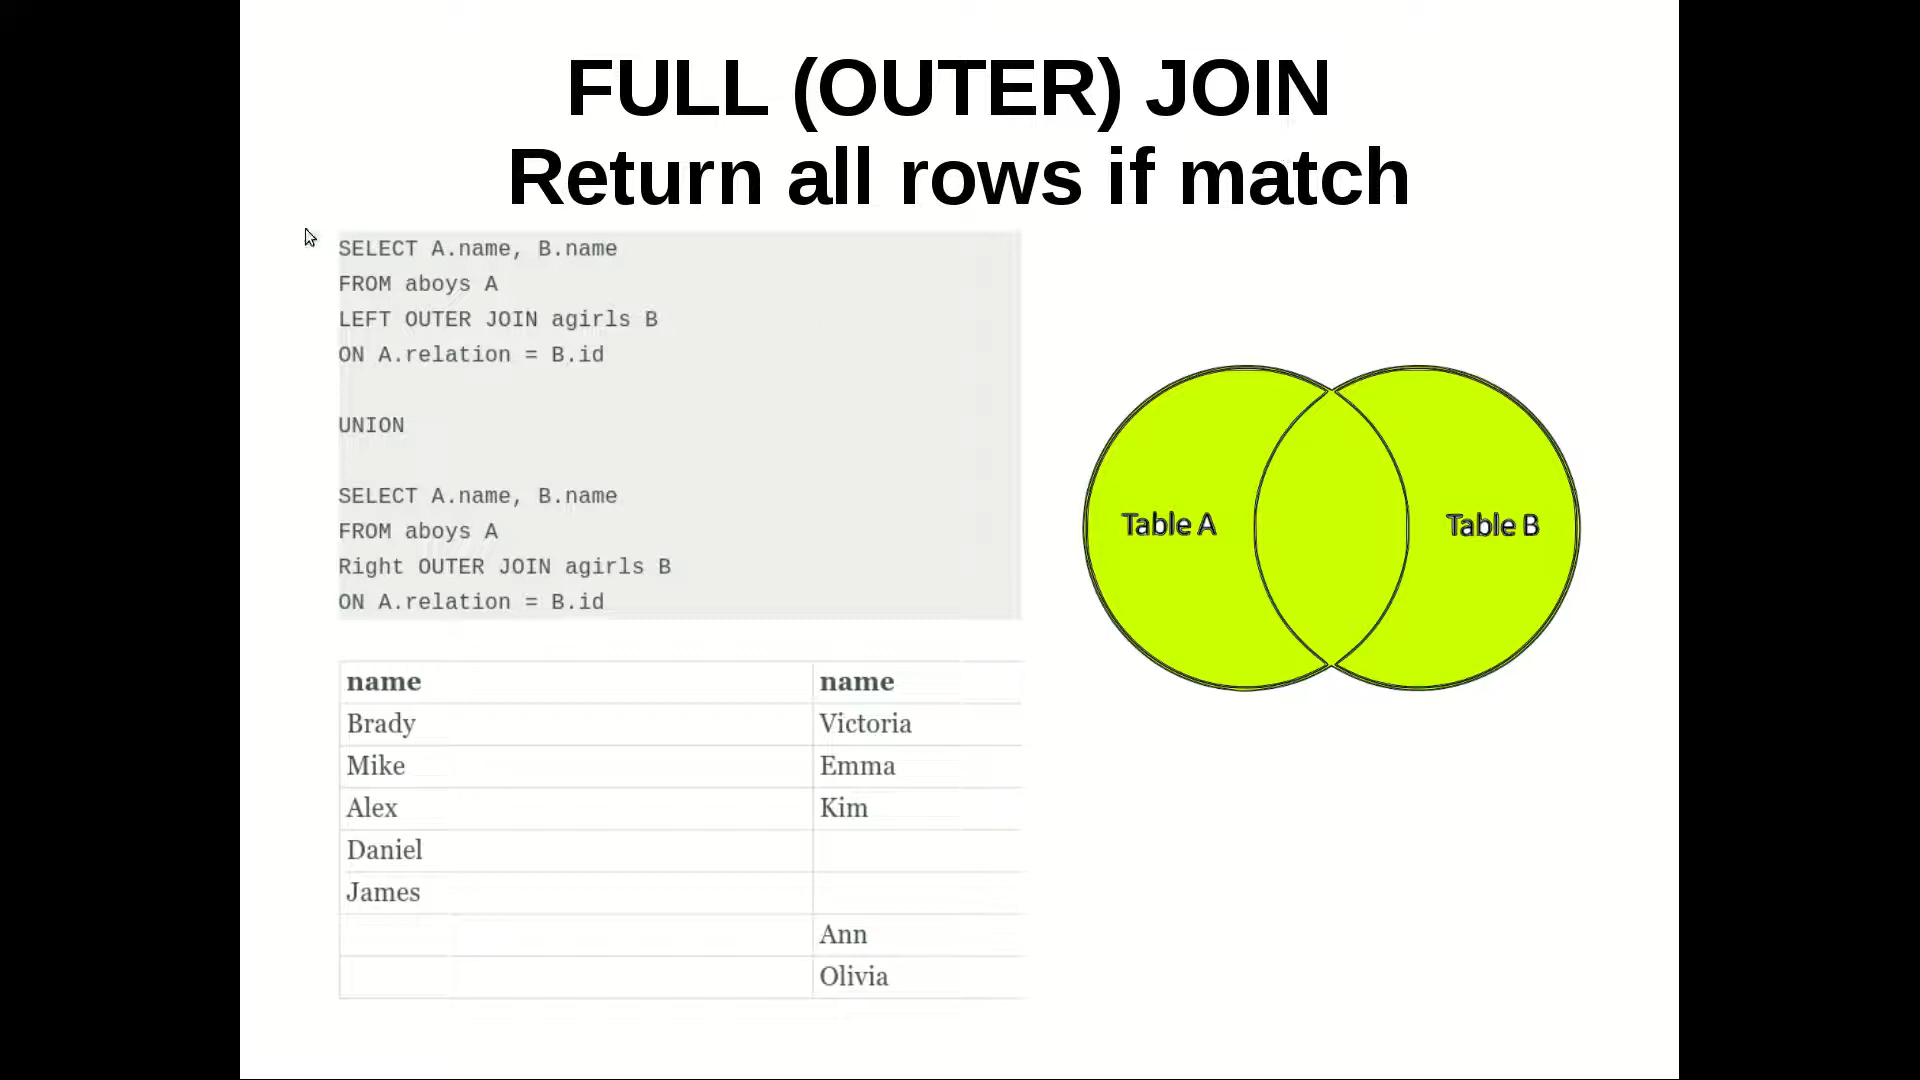 FULL (OUTER) JOIN
Return all rows if match
SELECT A.name, B.name
FROM aboys A
LEFT OUTER JOIN agirls B
ON A.relation = B.id
UNION
SELECT A.name, B.name
FROM aboys A
Right OUTER JOIN agirls B
ON A.relation = B.id
name name
Brady Victoria
Mike Emma
Alex Kim
Daniel
James
Ann
Olivia
Table A
Table B